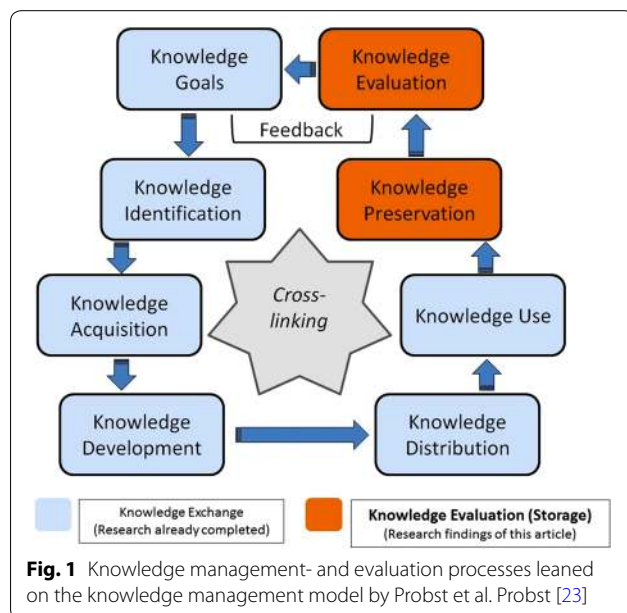 Knowledge
Goals
Knowledge
Evaluation
Feedback
Knowledge
Identification
Knowledge
Preservation
Cross-
linking
Knowledge
Acquisition
Knowledge Use
Knowledge
Development
Knowledge
Distribution
Knowledge Exchange
(Research already completed)
Knowledge Evaluation (Storage)
(Research findings of this article)
Fig. 1 Knowledge management- and evaluation processes leaned
on the knowledge management model by Probst et al. Probst [23]